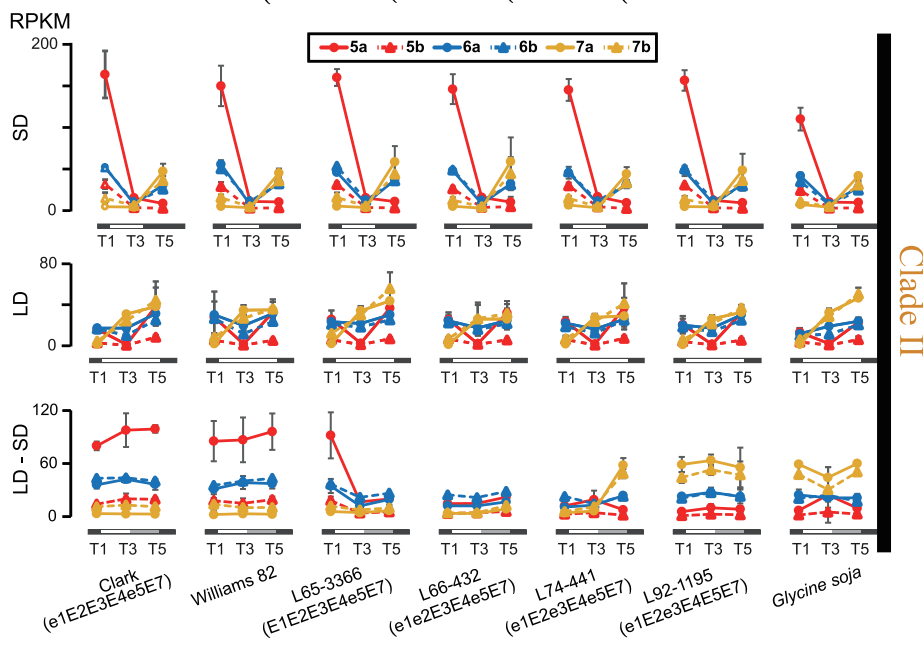 RPKM
5a 5b 6a 6b 7a 7b
200
0
SD
T1 T3 T5 T1 T3 T5 T1 T3 T5 T1 T3 T5 T1 T3 T5 T1 T3 T5 T1 T3 T5
80
0
LD
T1 T3 T5 T1 T3 T5 T1 T3 T5 T1 T3 T5 T1 T3 T5 T1 T3 T5 T1 T3 T5
120
60
0
LD - SD
T1 T3 T5 T1 T3 T5 T1 T3 T5 T1 T3 T5 T1 T3 T5 T1 T3 T5 T1 T3 T5
Clark
(e1E2E3E4e5E7)
Williams 82
L65-3366
(E1E2E3E4e5E7)
L66-432
(e1e2E3E4e5E7)
L74-441
(e1E2e3E4e5E7)
L92-1195
(e1E2e3e4E5E7)
Glycine soja
Clade II